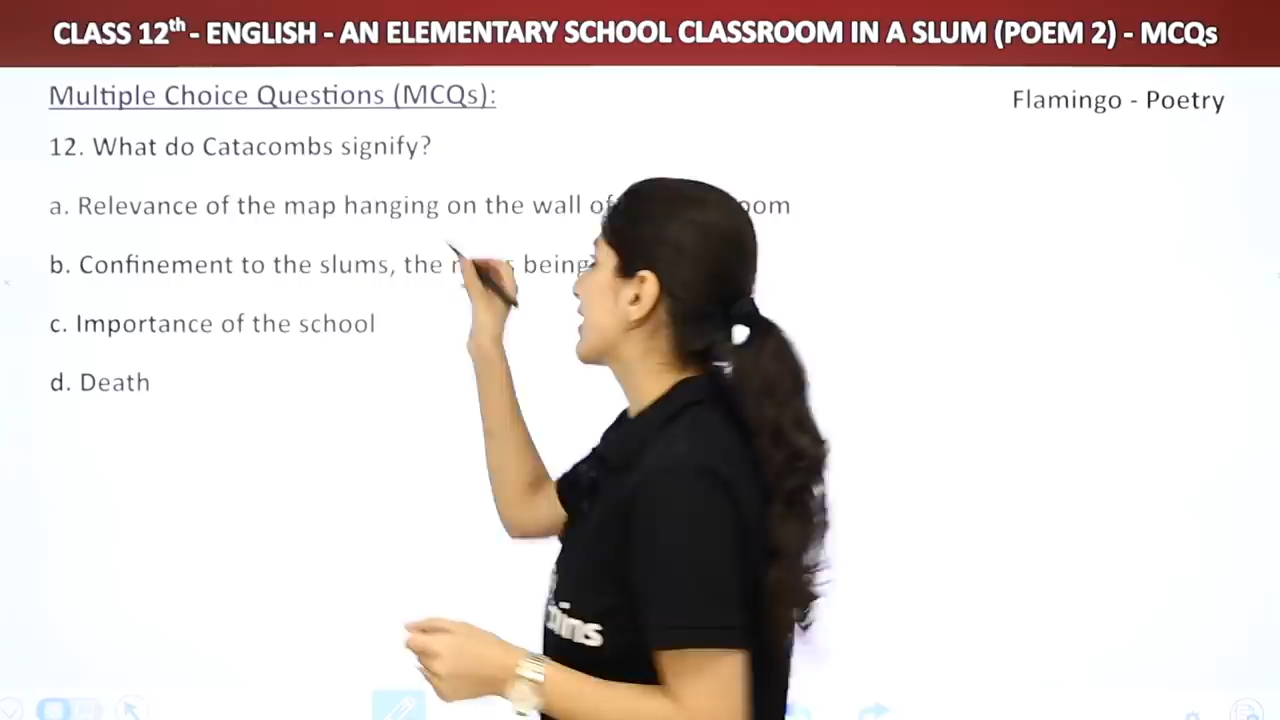 CLASS 12th - ENGLISH - AN ELEMENTARY SCHOOL CLASSROOM IN A SLUM (POEM 2) - MCQs
Multiple Choice Questions (MCQs):
Flamingo - Poetry
12. What do Catacombs signify?
a. Relevance of the map hanging on the wall of
b. Confinement to the slums, the being
c. Importance of the school
d. Death